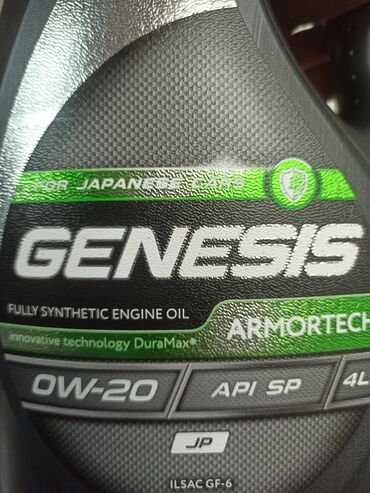 FOR JAPANESE CARS
GENESIS
FULLY SYNTHETIC ENGINE OIL
ARMORTECH
innovative technology DuraMax®
0W-20 API SP 4L
JP
ILSAC GF-6